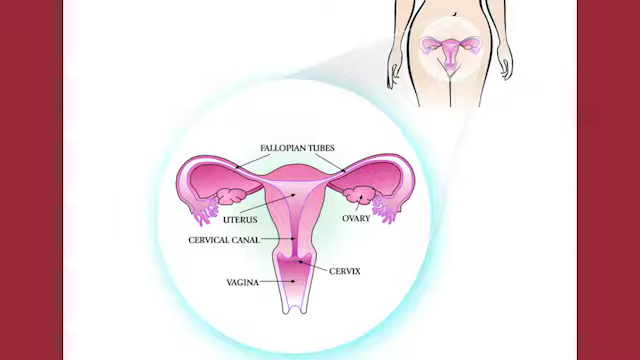 FALLOPIAN TUBES
UTERUS
OVARY
CERVICAL CANAL
CERVIX
VAGINA